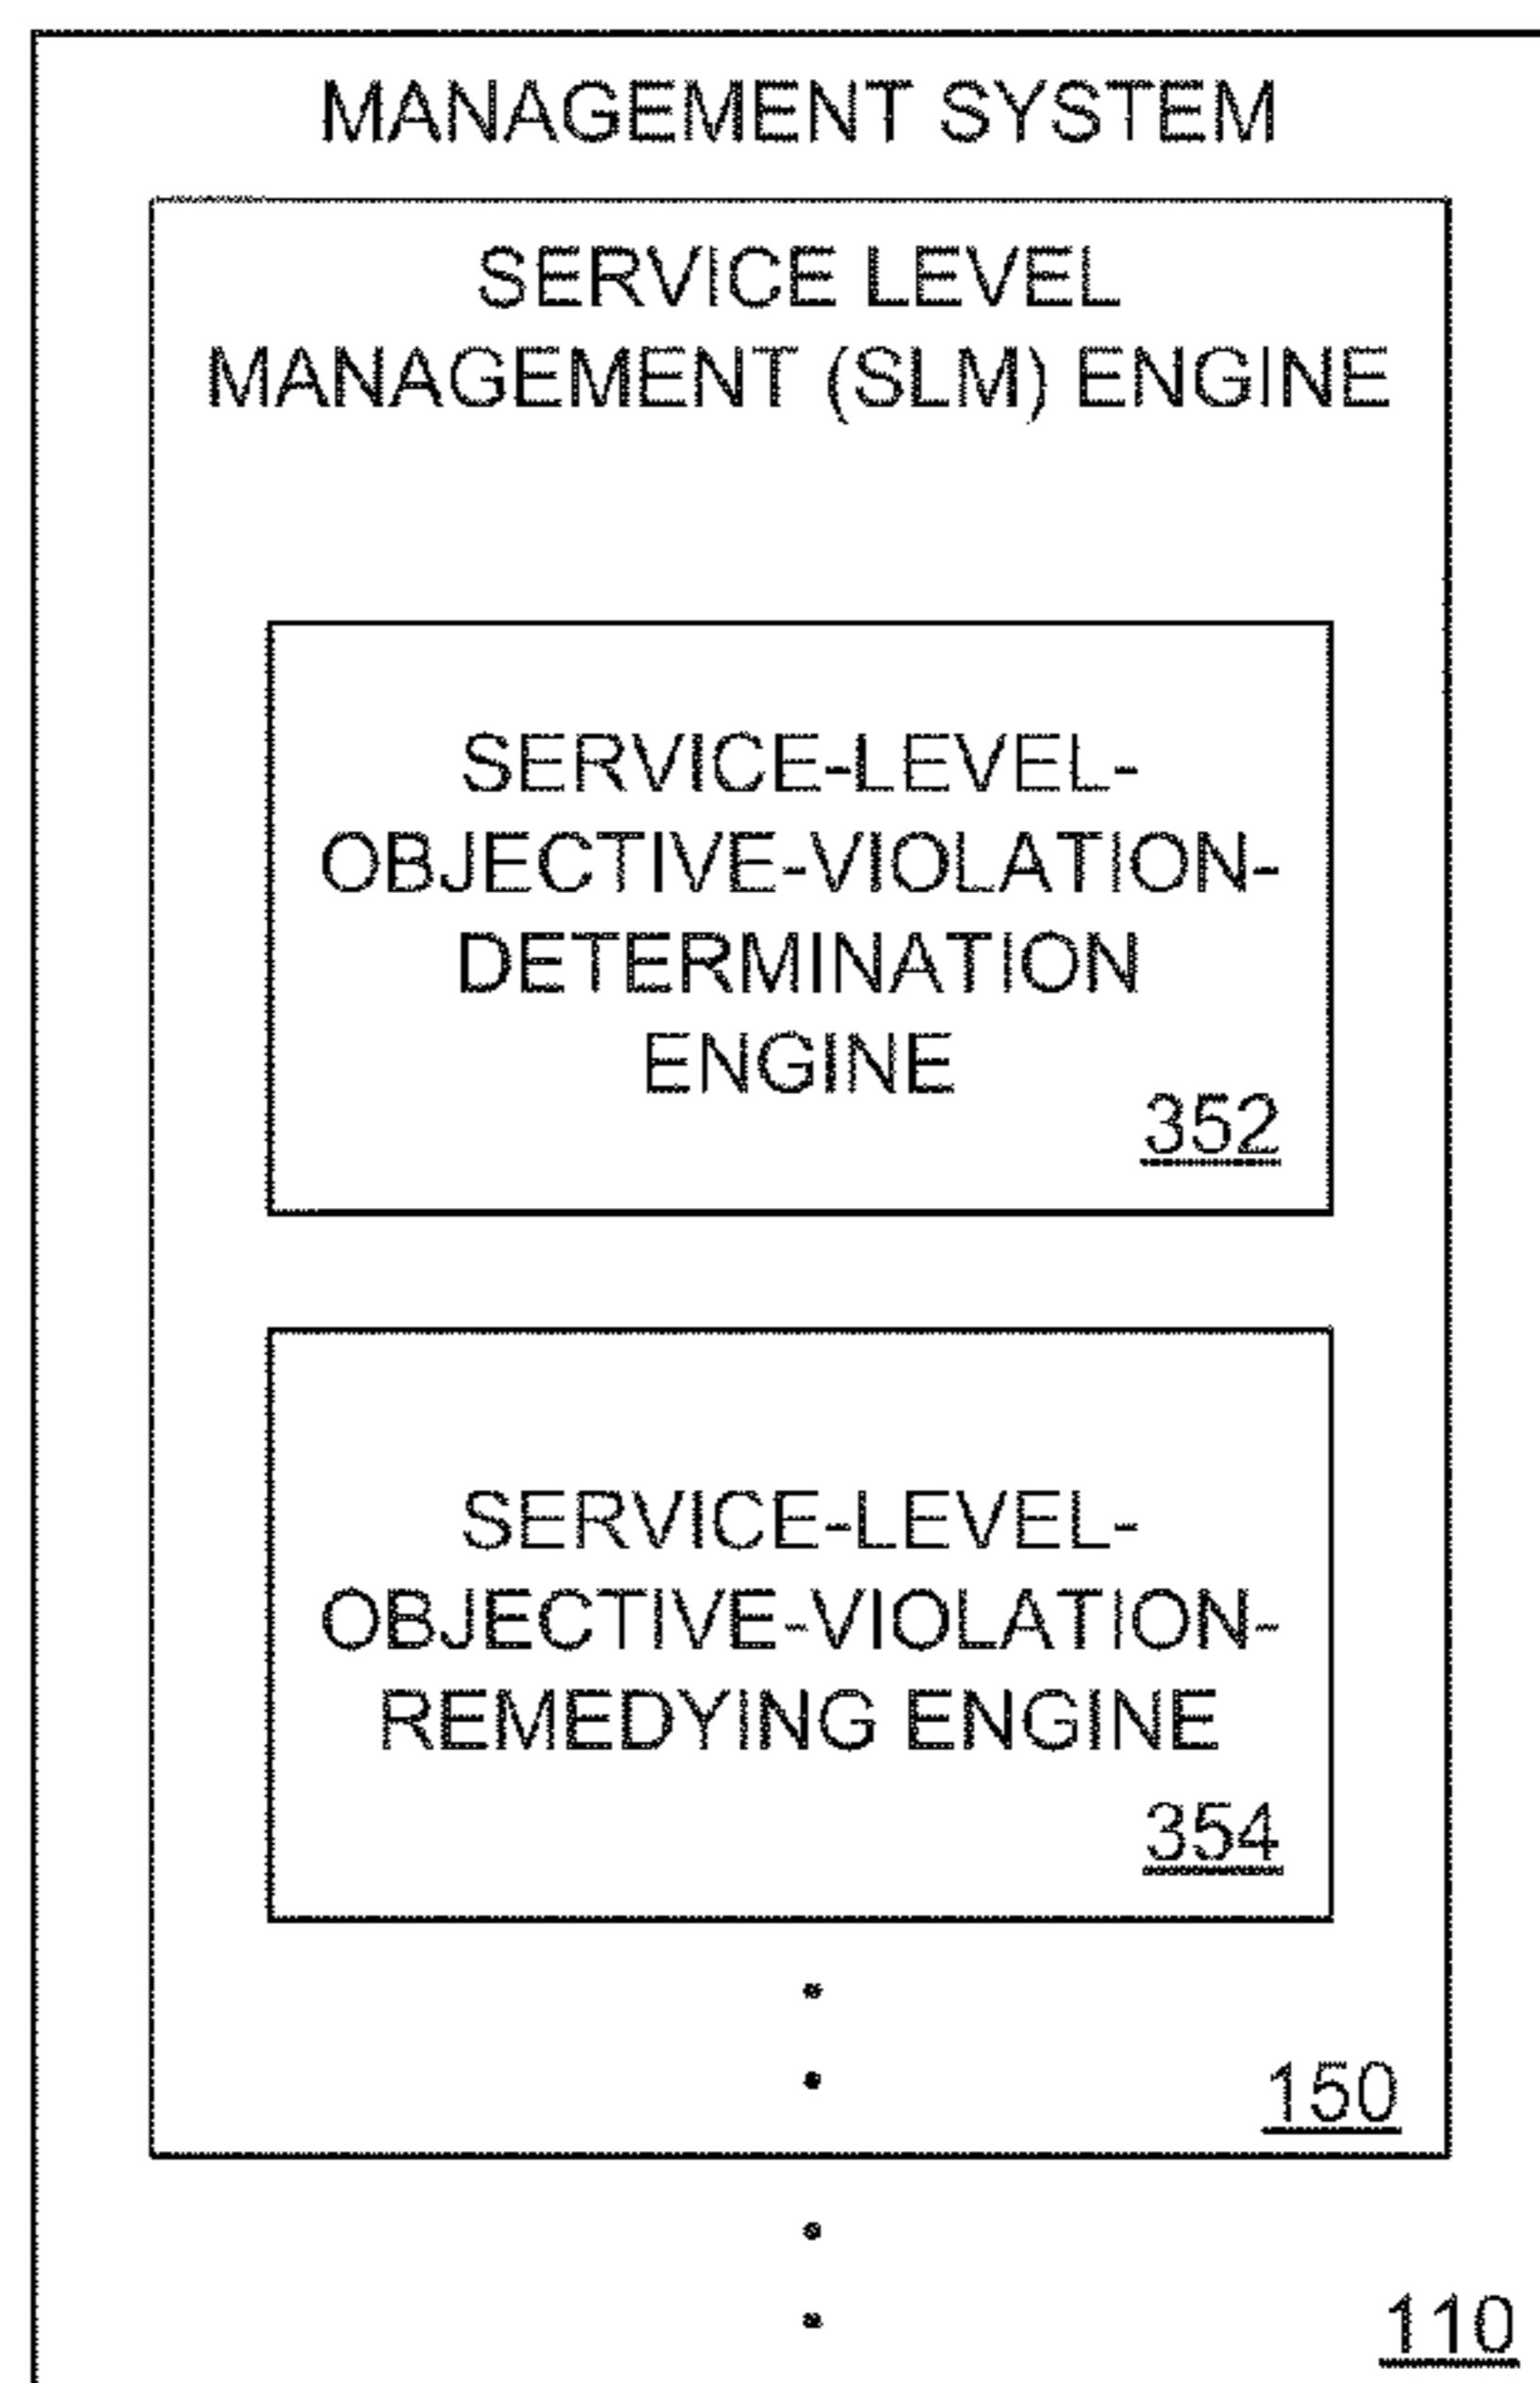 MANAGEMENT SYSTEM
SERVICE LEVEL
MANAGEMENT (SLM) ENGINE
SERVICE-LEVEL-
OBJECTIVE-VIOLATION-
DETERMINATION
ENGINE
352
SERVICE-LEVEL-
OBJECTIVE-VIOLATION-
REMEDYING ENGINE
354
150
110